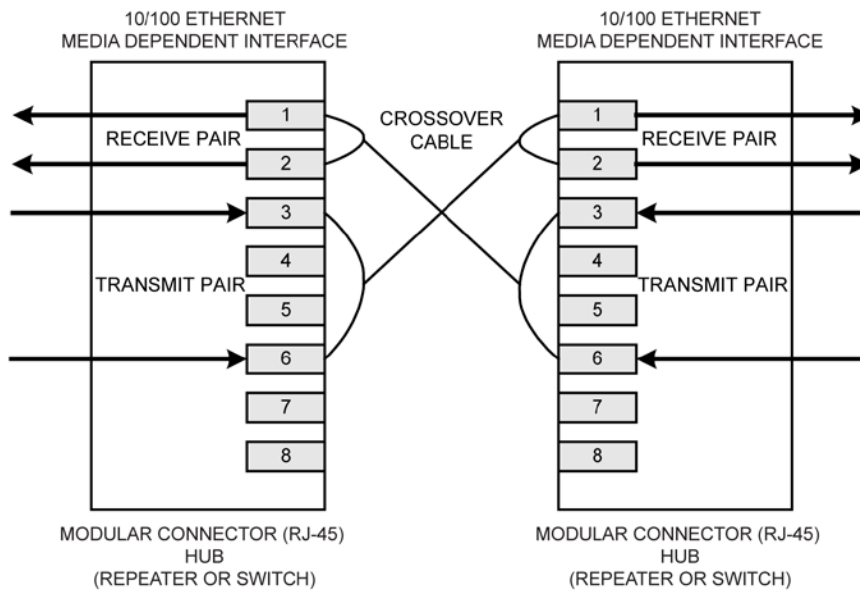 10/100 ETHERNET
MEDIA DEPENDENT INTERFACE
10/100 ETHERNET
MEDIA DEPENDENT INTERFACE
1
RECEIVE PAIR
2
3
4
TRANSMIT PAIR
5
6
7
8
CROSSOVER
CABLE
1
RECEIVE PAIR
2
3
4
TRANSMIT PAIR
5
6
7
8
MODULAR CONNECTOR (RJ-45)
HUB
(REPEATER OR SWITCH)
MODULAR CONNECTOR (RJ-45)
HUB
(REPEATER OR SWITCH)